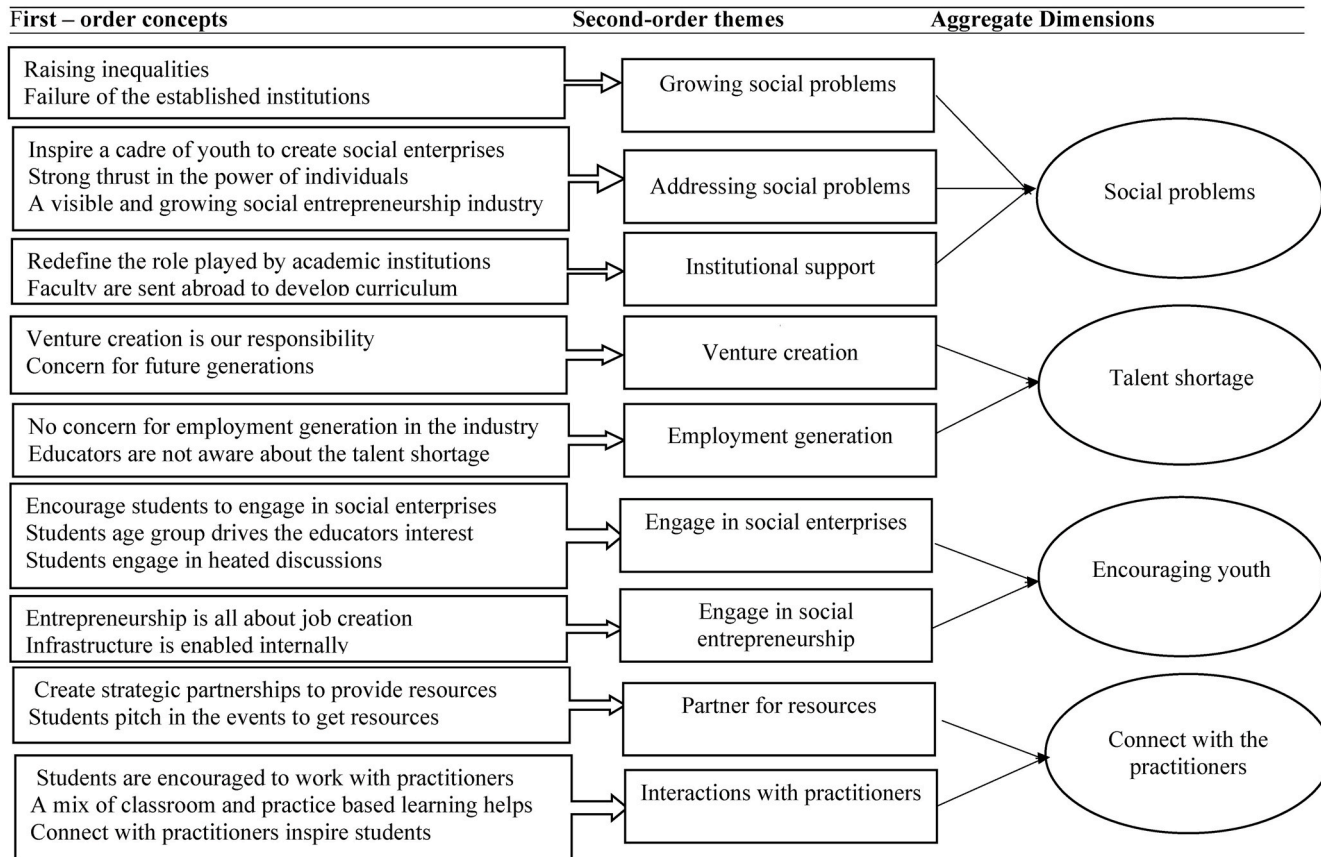 First – order concepts
Second-order themes
Aggregate Dimensions
Raising inequalities
Failure of the established institutions
Growing social problems
Inspire a cadre of youth to create social enterprises
Strong thrust in the power of individuals
A visible and growing social entrepreneurship industry
Addressing social problems
Social problems
Redefine the role played by academic institutions
Faculty are sent abroad to develop curriculum
Institutional support
Venture creation is our responsibility
Concern for future generations
Venture creation
Talent shortage
No concern for employment generation in the industry
Educators are not aware about the talent shortage
Employment generation
Encourage students to engage in social enterprises
Students age group drives the educators interest
Students engage in heated discussions
Engage in social enterprises
Encouraging youth
Entrepreneurship is all about job creation
Infrastructure is enabled internally
Engage in social
entrepreneurship
Create strategic partnerships to provide resources
Students pitch in the events to get resources
Partner for resources
Connect with the
practitioners
Students are encouraged to work with practitioners
A mix of classroom and practice based learning helps
Connect with practitioners inspire students
Interactions with practitioners